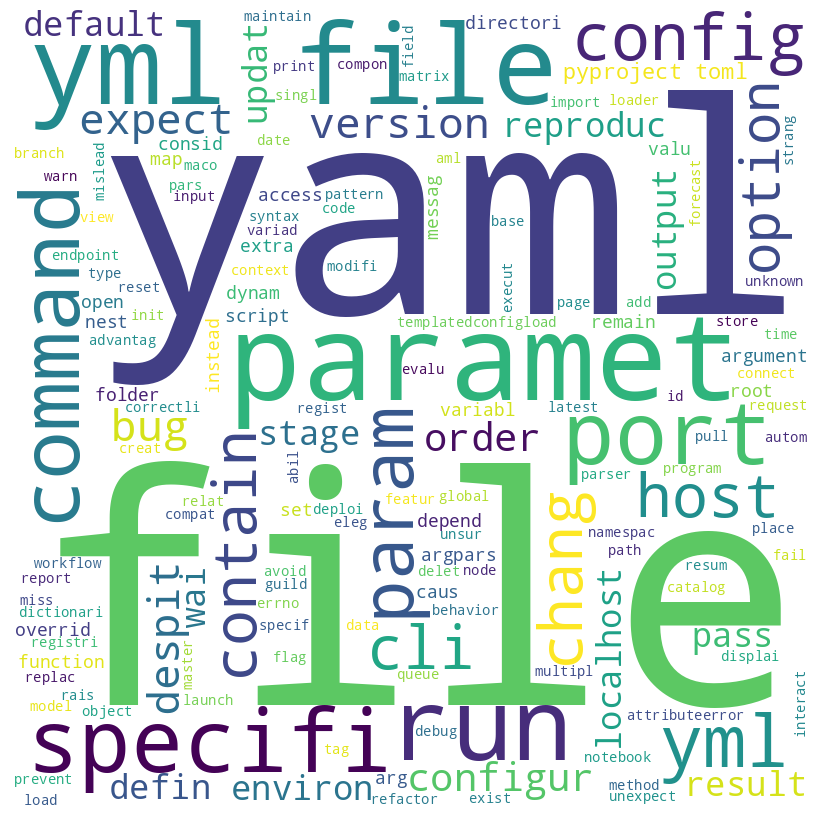 default
maintain
directori
yml
file
config
updat
field
print
compon
matrix
singl
pyproject toml
expect
version
import
loader
reproduc
option
strang
branch
mislead
consid
map
maco
date
warn
pars
input
access
pattern
syntax
code
variad
aml
messag
valu
output
forecast
yaml
view
command
extra
modifi
base
execut
endpoint
type
reset
context
unknown
open
init
dynam
page
add
nest
script
advantag
instead
templatedconfigload
remain
store
time
paramet
argument
folder
evalu
root
connect
correctli
id
request
regist
variabl
latest
bug
stage
param
order
port
pull
autom
creat
contain
abil
parser
program
relat
set
deploi
featur
global
host
compat
eleg
depend
unsur
chang
namespac
place
file
workflow
despit
wai
avoid
argpars
path
fail
report
guild
delet
node
resum
miss
errno
caus
behavior
catalog
dictionari
overrid
specif
data
cli
localhost
pass
registri
function
master
flag
displai
replac
queue
multipl
interact
rais
launch
model
object
specifi
run
attributeerror
debug
yml
tag
notebook
prevent
defin
environ
arg
configur
method
result
load
refactor
exist
unexpect